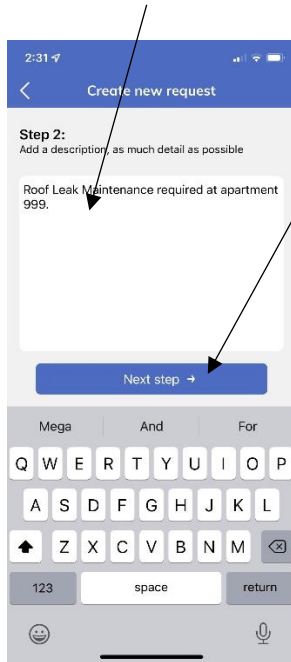 2:31
Create new request
Step 2:
Add a description, as much detail as possible
Roof Leak Maintenance required at apartment
999.
Next step →
Mega And For
Q W E R T Y U I O P
A S D F G H J K L
Z X C V B N M
123 space return